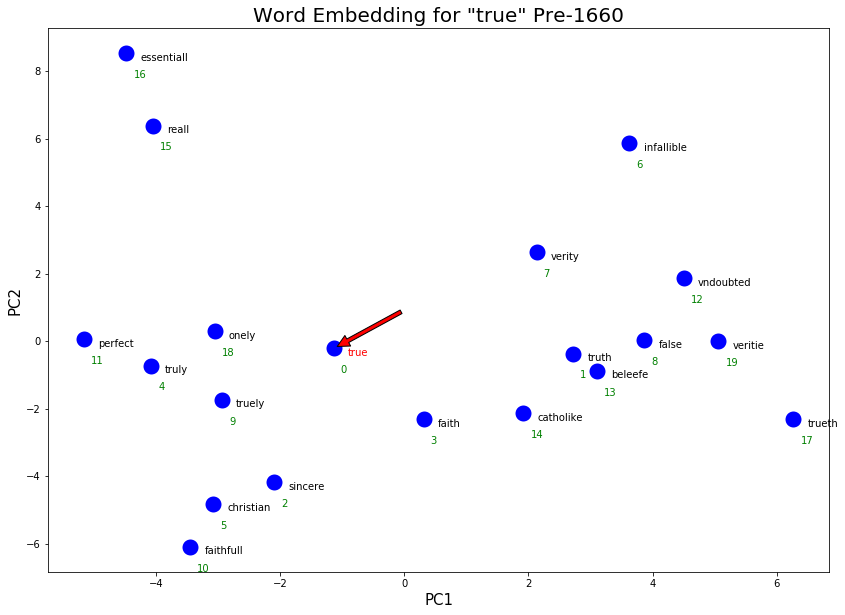 Word Embedding for "true" Pre-1660
essentiall
16
reall
15
infallible
6
verity
7
vndoubted
12
perfect
11
onely
18
true
0
truly
4
truth
1
false
8
veritie
19
beleefe
13
truely
9
faith
3
catholike
14
trueth
17
sincere
2
christian
5
faithfull
10
PC2
8
6
4
2
0
−2
−4
−6
−4
−2
0
2
4
6
PC1